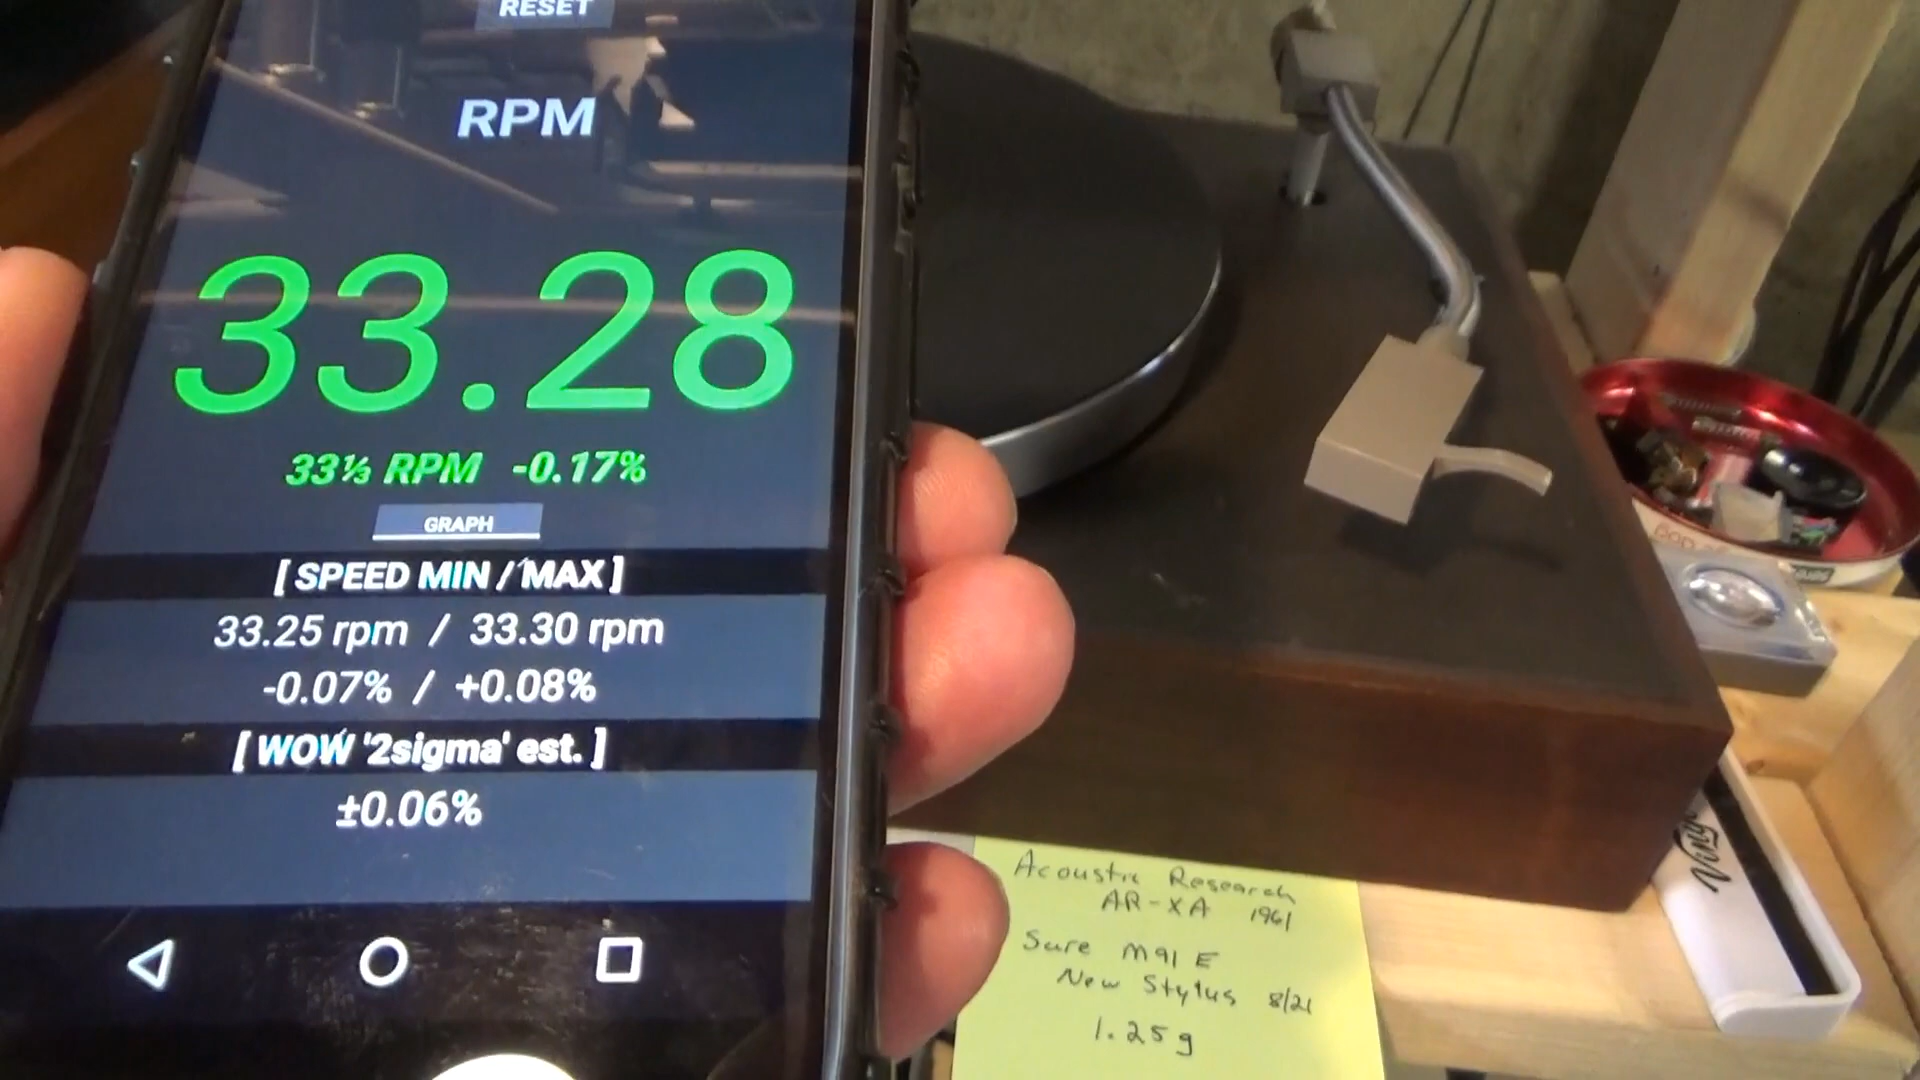 RESET
RPM
33.28
33⅓ RPM -0.17%
GRAPH
[ SPEED MIN / MAX ]
33.25 rpm / 33.30 rpm
-0.07% / +0.08%
[ WOW '2sigma' est. ]
±0.06%
Acoustic Research
AR-XA 1961
Sure M91 E
New Stylus 8/21
1.25g